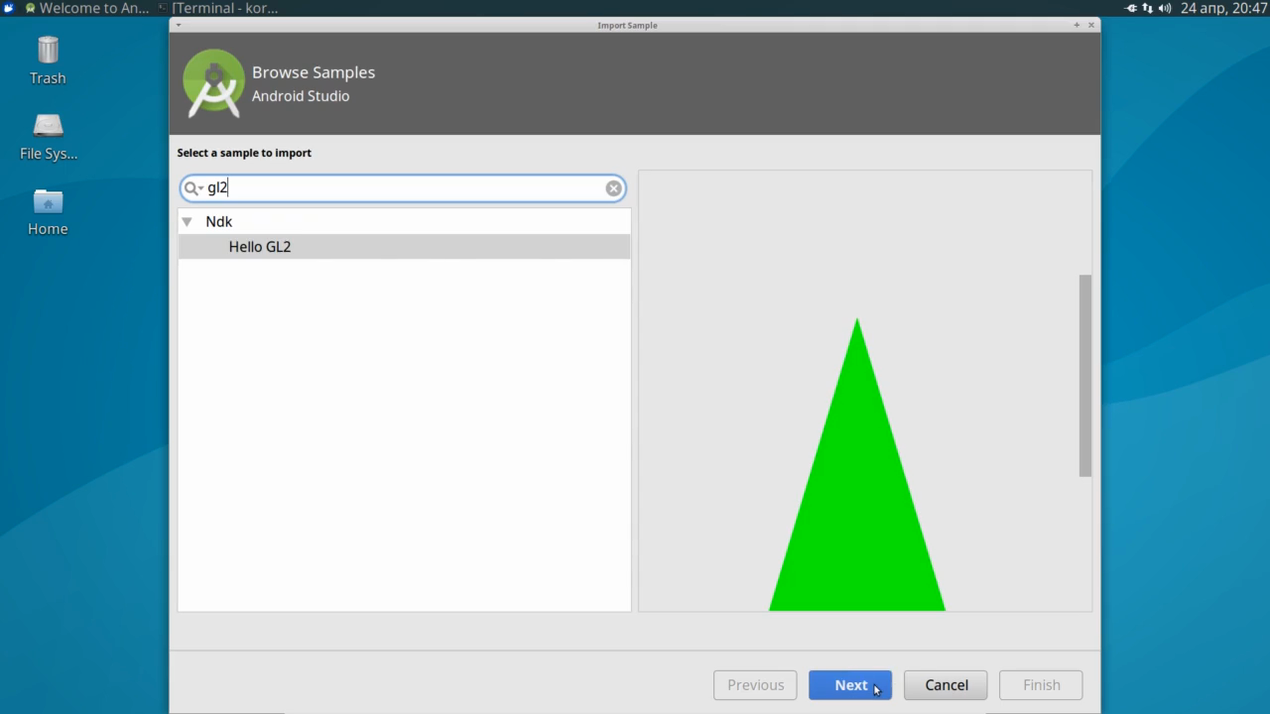 Welcome to An... [Terminal - kor... 24 апр, 20:47
Import Sample
Trash
File Sys...
Home
Browse Samples
Android Studio
Select a sample to import
gl2
Ndk
Hello GL2
Previous Next Cancel Finish